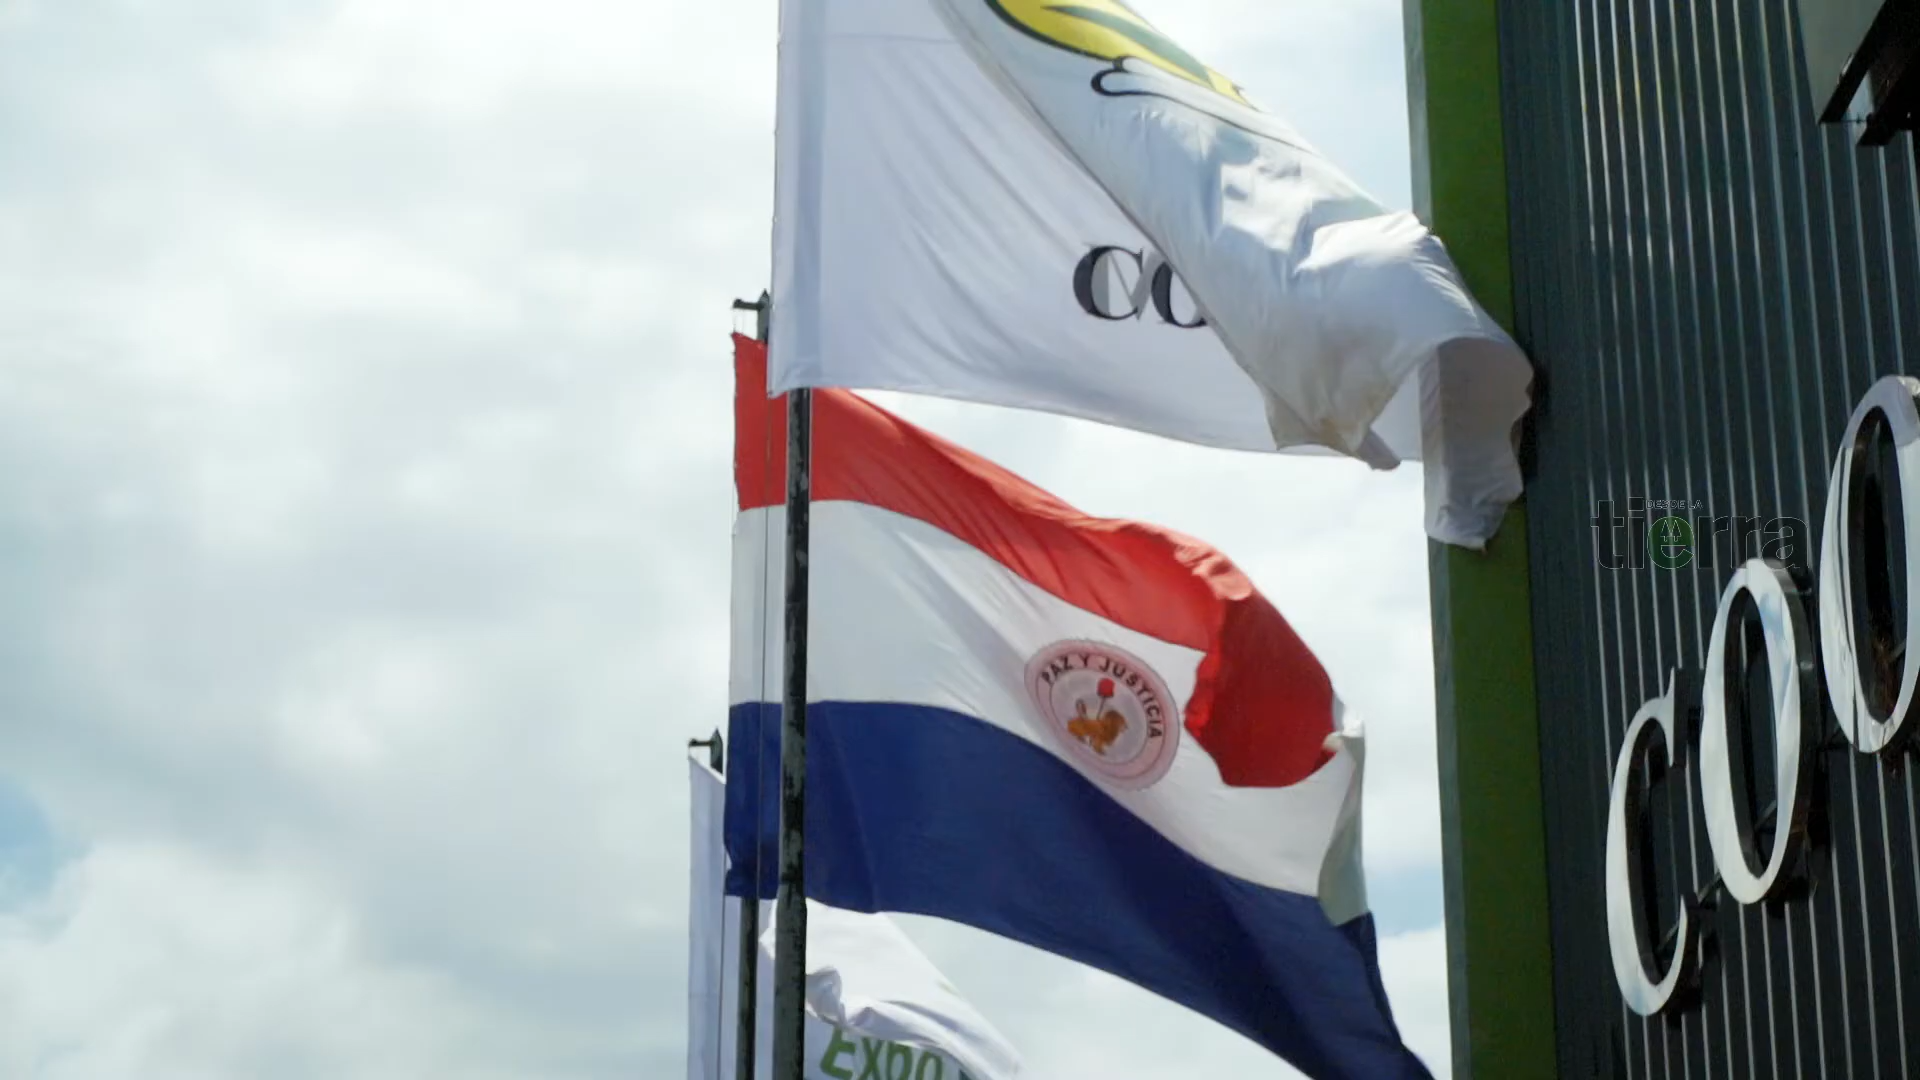 CO
PAZ Y JUSTICIA
DESDE LA
tierra
COO
Expo